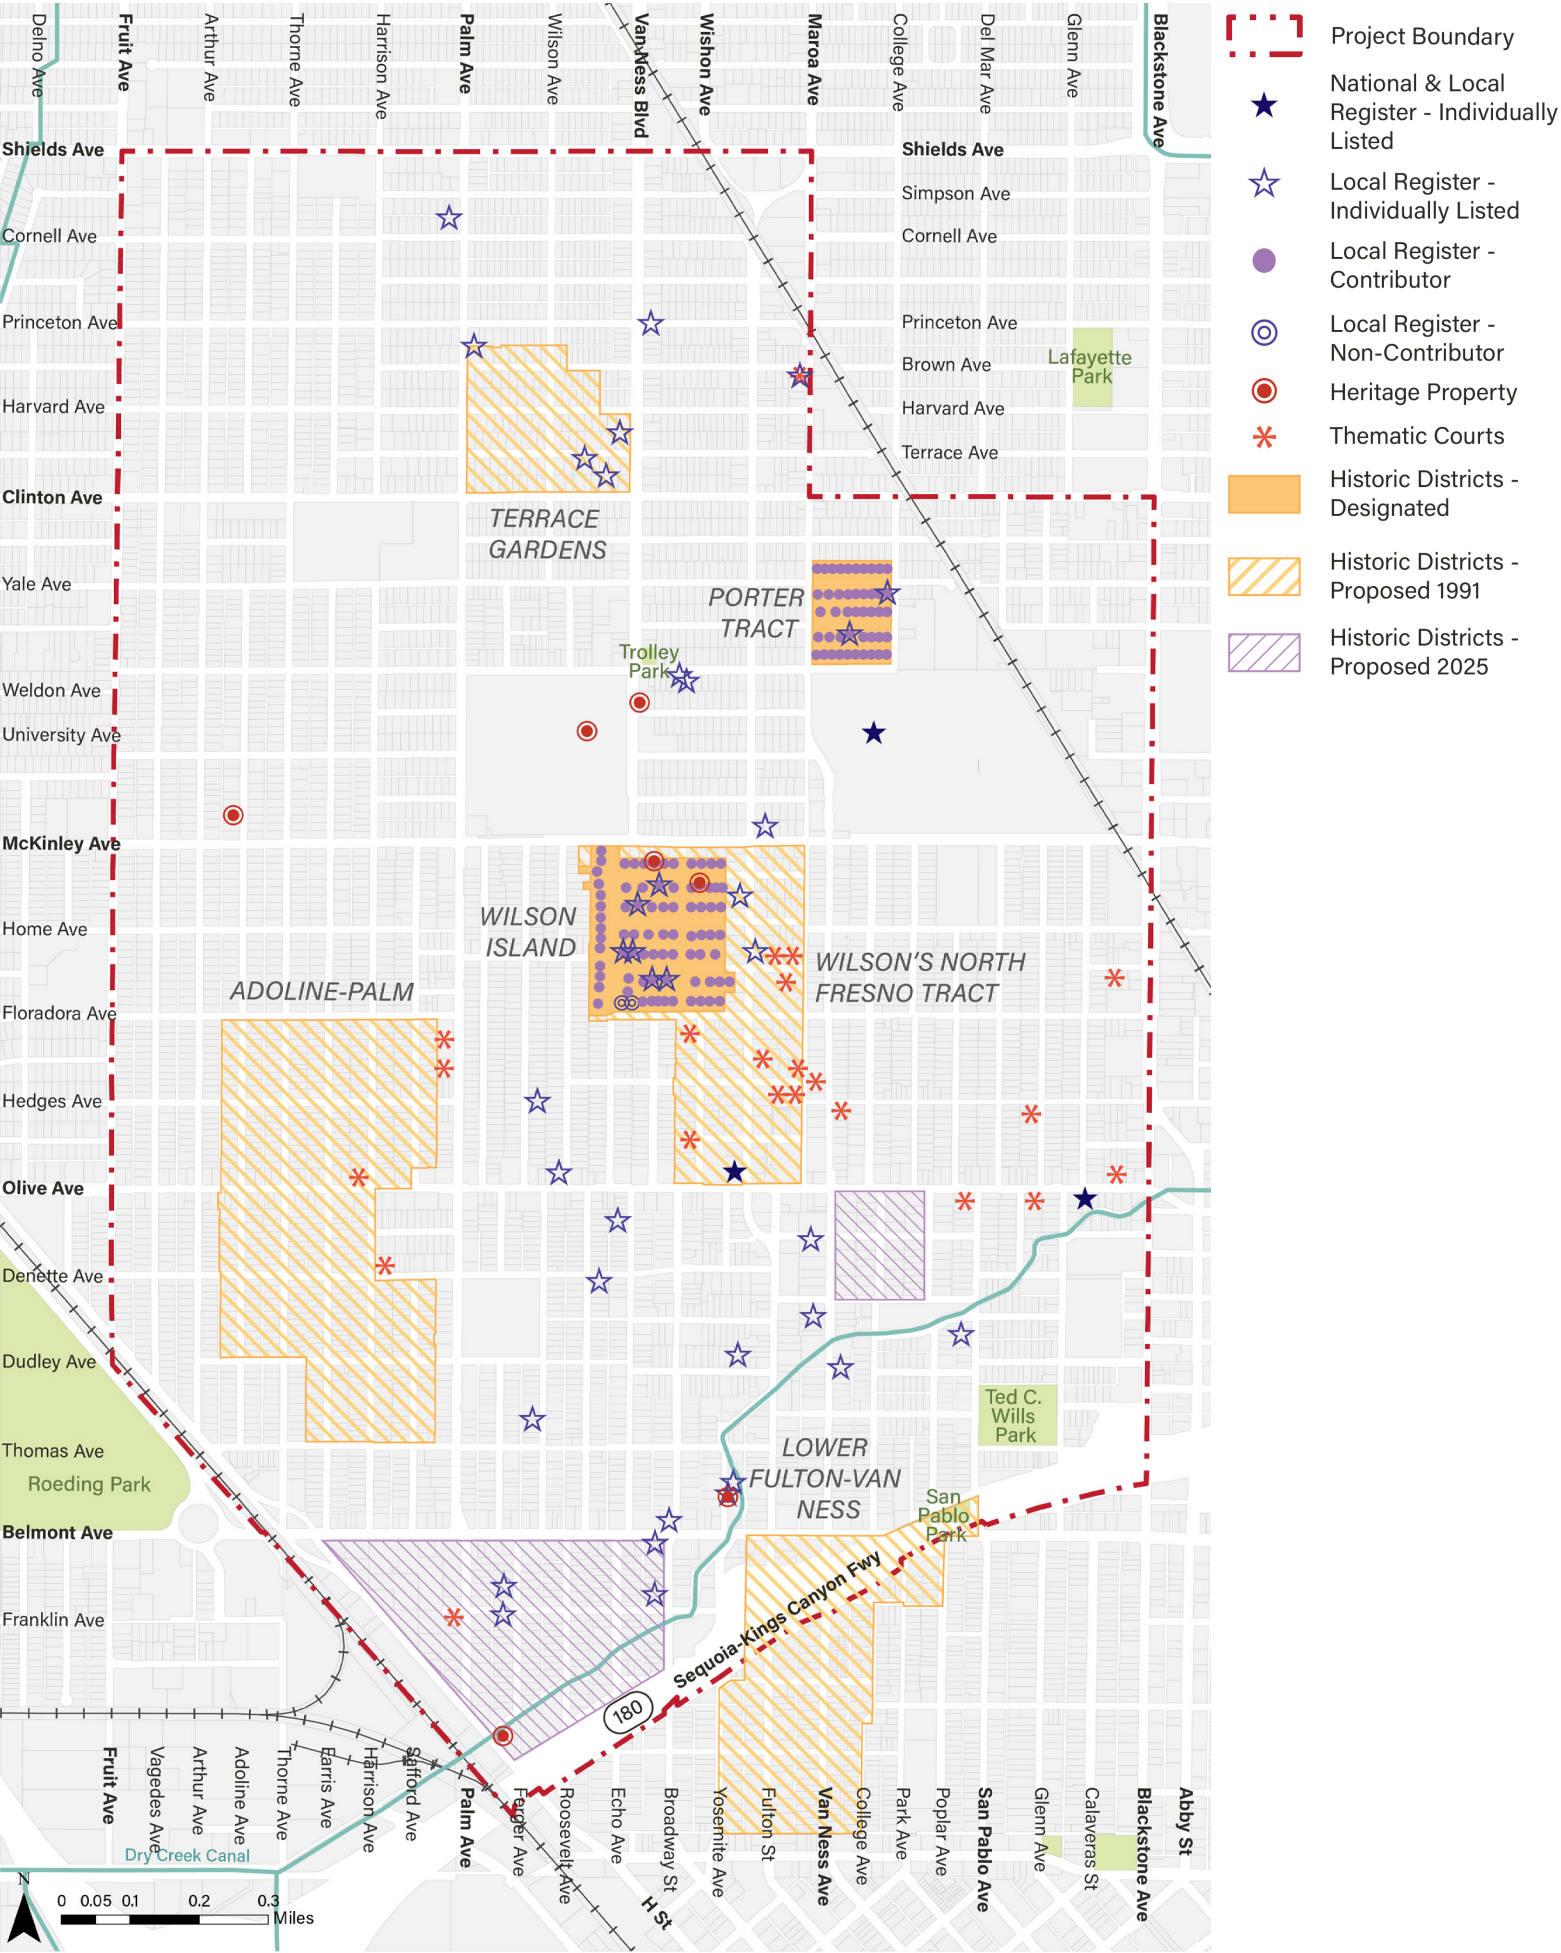 Delno Ave
Fruit Ave
Arthur Ave
Thorne Ave
Harrison Ave
Palm Ave
Wilson Ave
Van Ness Blvd
Wishon Ave
Maroa Ave
College Ave
Del Mar Ave
Glenn Ave
Blackstone Ave
Shields Ave
Cornell Ave
Princeton Ave
Harvard Ave
Clinton Ave
Yale Ave
Weldon Ave
University Ave
McKinley Ave
Home Ave
Floradora Ave
Hedges Ave
Olive Ave
Denette Ave
Dudley Ave
Thomas Ave
Roeding Park
Belmont Ave
Franklin Ave
Shields Ave
Simpson Ave
Cornell Ave
Princeton Ave
Brown Ave
Harvard Ave
Terrace Ave
Lafayette
Park
TERRACE
GARDENS
PORTER
TRACT
Trolley
Park
WILSON
ISLAND
WILSON'S NORTH
FRESNO TRACT
ADOLINE-PALM
Ted C.
Wills
Park
LOWER
FULTON-VAN
NESS
San
Pablo
Park
Sequoia-Kings Canyon Fwy
180
Fruit Ave
Vagedes Ave
Arthur Ave
Adoline Ave
Thorne Ave
Farris Ave
Harrison Ave
Safford Ave
Palm Ave
Ferger Ave
Roosevelt Ave
Echo Ave
Broadway St
Yosemite Ave
Fulton St
Van Ness Ave
College Ave
Park Ave
Poplar Ave
San Pablo Ave
Glenn Ave
Calaveras St
Blackstone Ave
Abby St
H St
Dry Creek Canal
N
0 0.05 0.1 0.2 0.3
Miles
Project Boundary
National & Local
Register - Individually
Listed
Local Register -
Individually Listed
Local Register -
Contributor
Local Register -
Non-Contributor
Heritage Property
Thematic Courts
Historic Districts -
Designated
Historic Districts -
Proposed 1991
Historic Districts -
Proposed 2025